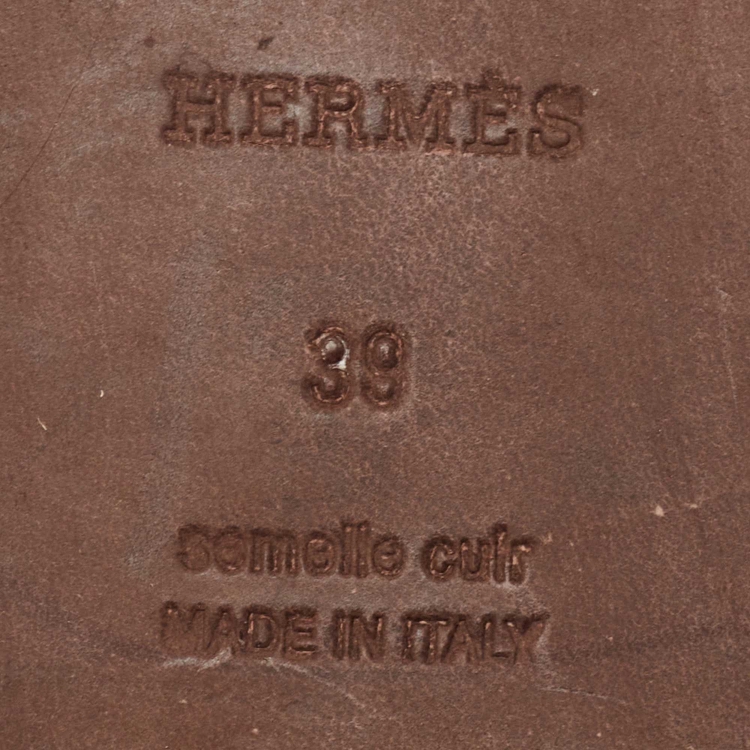 HERMÈS
39
semelle cuir
MADE IN ITALY